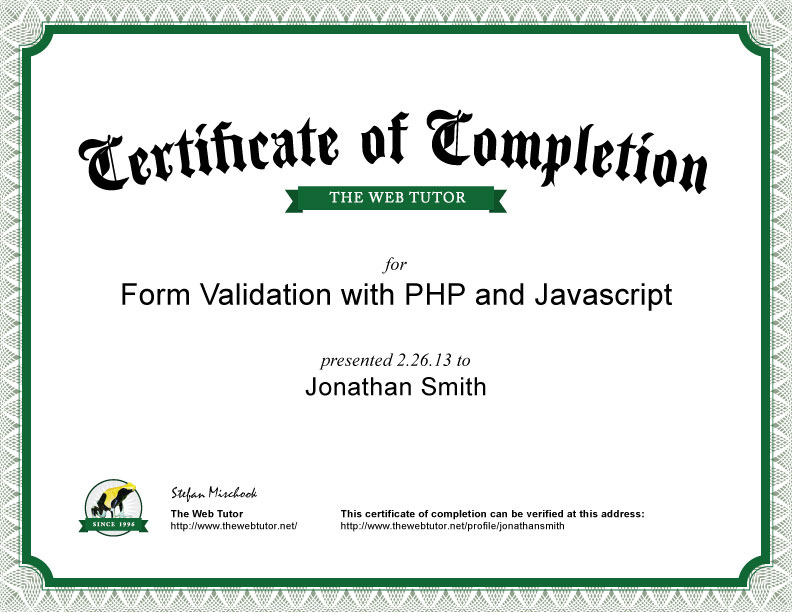 Certificate of Completion
THE WEB TUTOR
for
Form Validation with PHP and Javascript
presented 2.26.13 to
Jonathan Smith
SINCE 1996
Stefan Mischook
The Web Tutor
http://www.thewebtutor.net/
This certificate of completion can be verified at this address:
http://www.thewebtutor.net/profile/jonathansmith